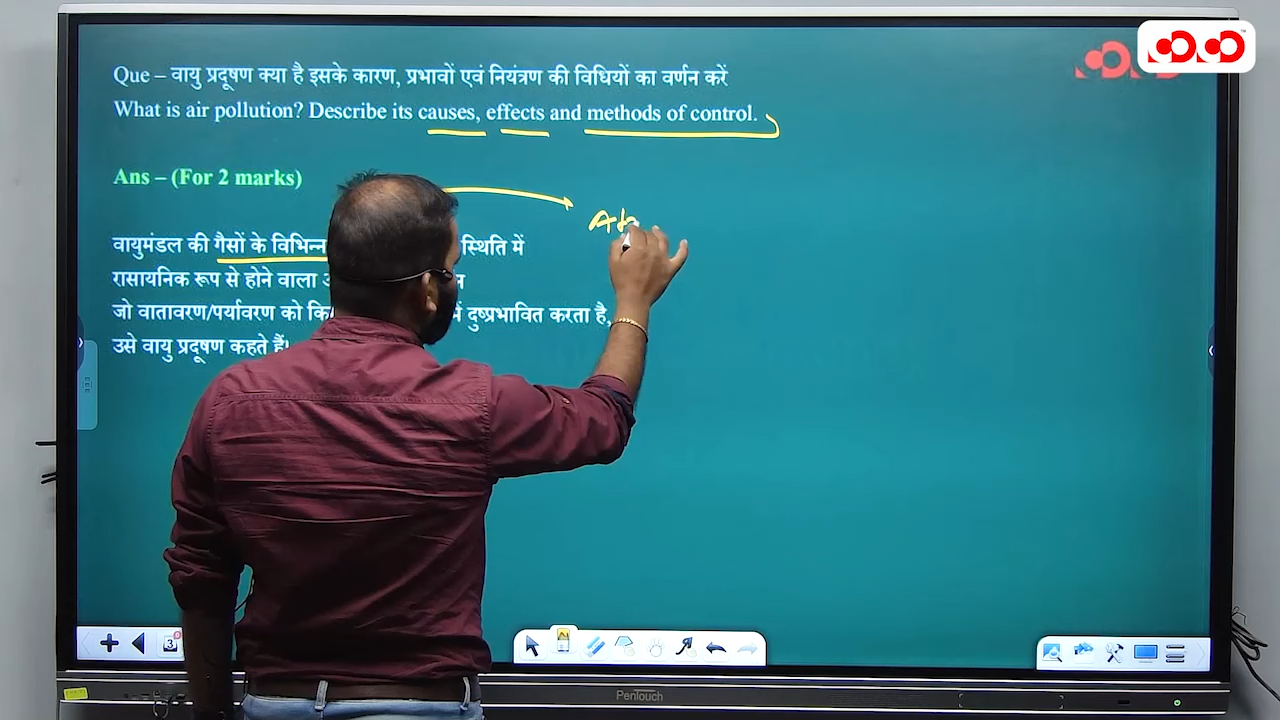 Que – वायु प्रदूषण क्या है इसके कारण, प्रभावों एवं नियंत्रण की विधियों का वर्णन करें
What is air pollution? Describe its causes, effects and methods of control.
Ans – (For 2 marks)
वायुमंडल की गैसों के विभिन्न स्थिति में
रासायनिक रूप से होने वाला
जो वातावरण/पर्यावरण को दुष्प्रभावित करता है,
उसे वायु प्रदूषण कहते हैं।
3
PenTouch